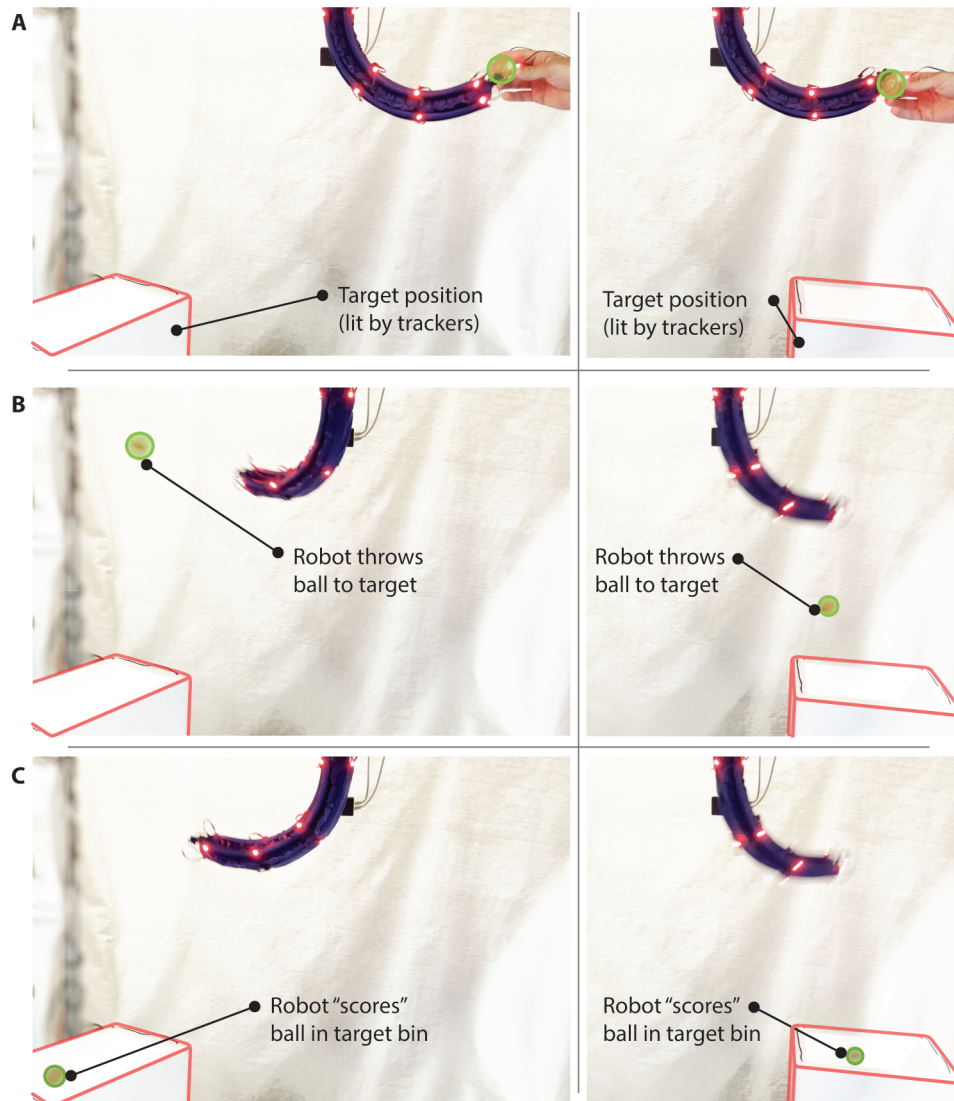 A
Target position
(lit by trackers)
Target position
(lit by trackers)
B
Robot throws
ball to target
Robot throws
ball to target
C
Robot “scores”
ball in target bin
Robot “scores”
ball in target bin